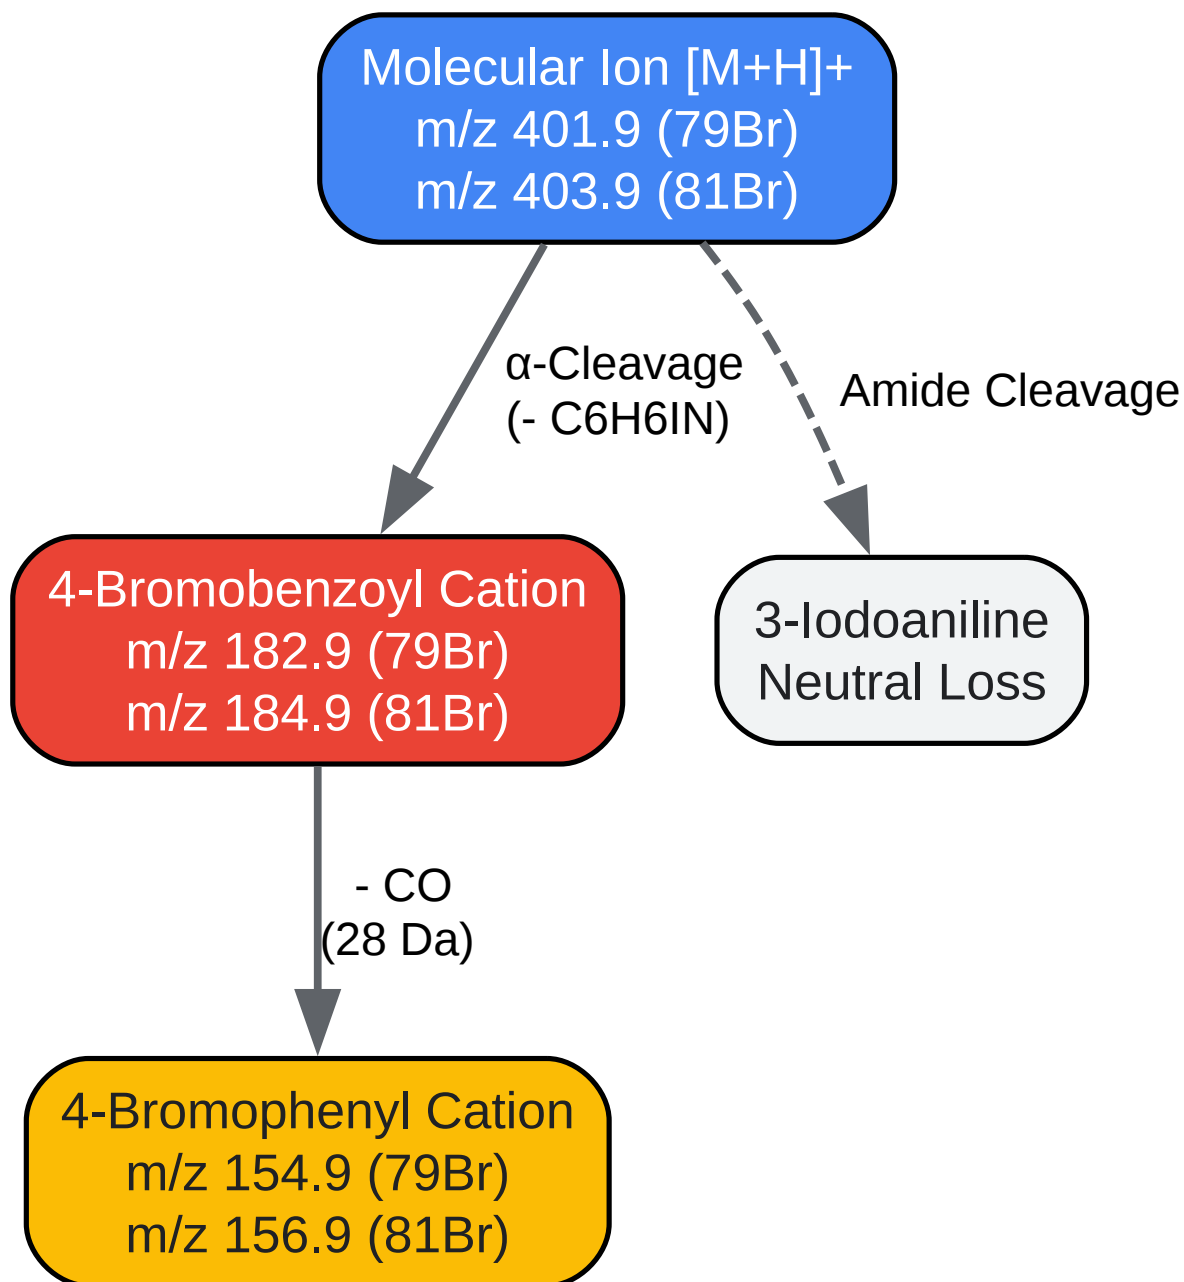 Molecular Ion [M+H]+
m/z 401.9 (79Br)
m/z 403.9 (81Br)
α-Cleavage
(- C6H6IN)
Amide Cleavage
4-Bromobenzoyl Cation
m/z 182.9 (79Br)
m/z 184.9 (81Br)
3-Iodoaniline
Neutral Loss
- CO
(28 Da)
4-Bromophenyl Cation
m/z 154.9 (79Br)
m/z 156.9 (81Br)